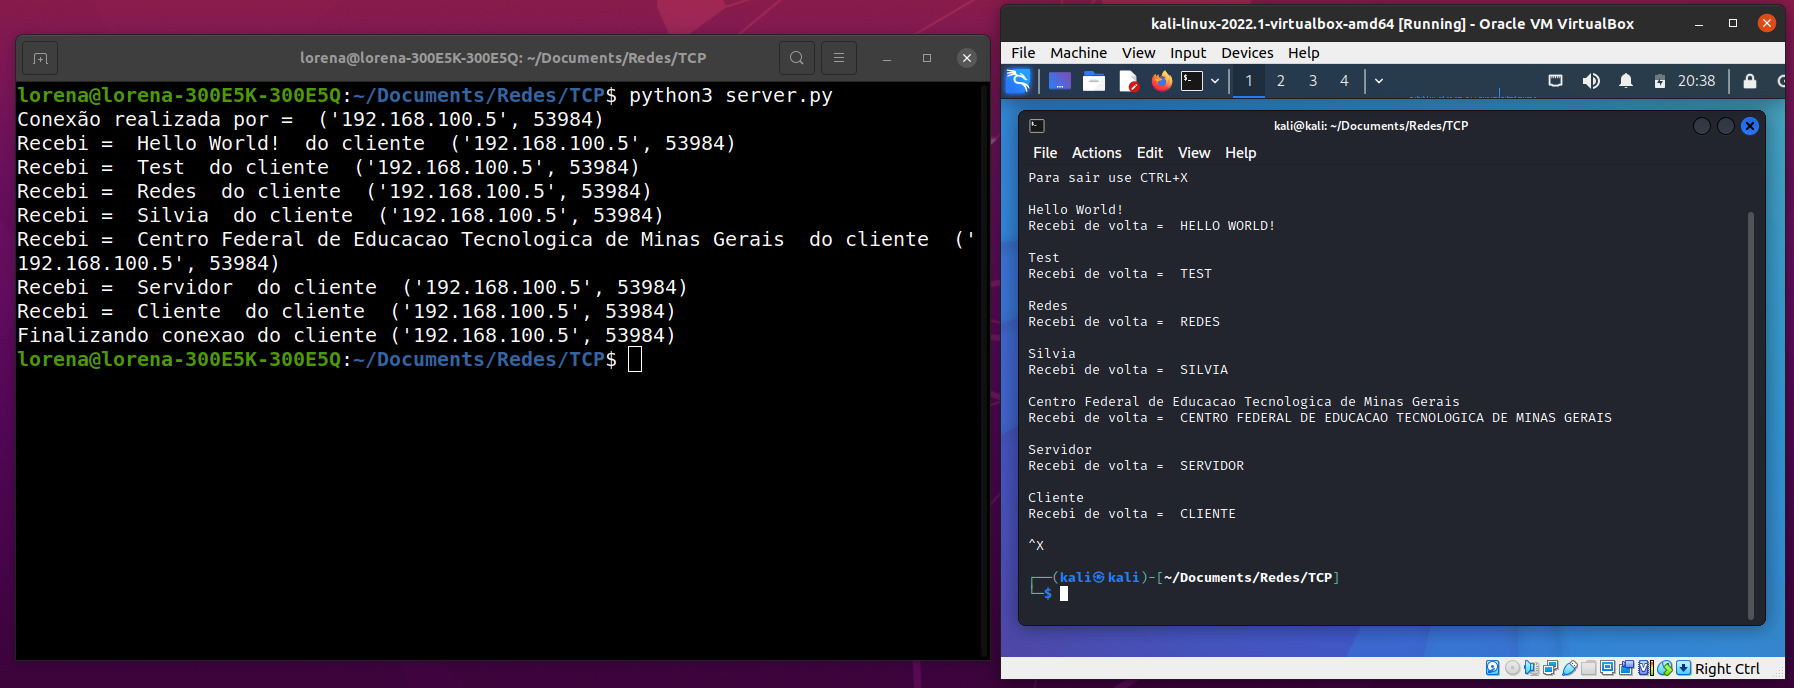 lorena@lorena-300E5K-300E5Q: ~/Documents/Redes/TCP
lorena@lorena-300E5K-300E5Q:~/Documents/Redes/TCP$ python3 server.py
Conexão realizada por =  ('192.168.100.5', 53984)
Recebi =  Hello World!  do cliente  ('192.168.100.5', 53984)
Recebi =  Test  do cliente  ('192.168.100.5', 53984)
Recebi =  Redes  do cliente  ('192.168.100.5', 53984)
Recebi =  Silvia  do cliente  ('192.168.100.5', 53984)
Recebi =  Centro Federal de Educacao Tecnologica de Minas Gerais  do cliente  ('
192.168.100.5', 53984)
Recebi =  Servidor  do cliente  ('192.168.100.5', 53984)
Recebi =  Cliente  do cliente  ('192.168.100.5', 53984)
Finalizando conexao do cliente ('192.168.100.5', 53984)
lorena@lorena-300E5K-300E5Q:~/Documents/Redes/TCP$
kali-linux-2022.1-virtualbox-amd64 [Running] - Oracle VM VirtualBox
File Machine View Input Devices Help
1 2 3 4 20:38
kali@kali: ~/Documents/Redes/TCP
File Actions Edit View Help
Para sair use CTRL+X
Hello World!
Recebi de volta =  HELLO WORLD!
Test
Recebi de volta =  TEST
Redes
Recebi de volta =  REDES
Silvia
Recebi de volta =  SILVIA
Centro Federal de Educacao Tecnologica de Minas Gerais
Recebi de volta =  CENTRO FEDERAL DE EDUCACAO TECNOLOGICA DE MINAS GERAIS
Servidor
Recebi de volta =  SERVIDOR
Cliente
Recebi de volta =  CLIENTE
^X
┌──(kali㉿kali)-[~/Documents/Redes/TCP]
└─$
Right Ctrl